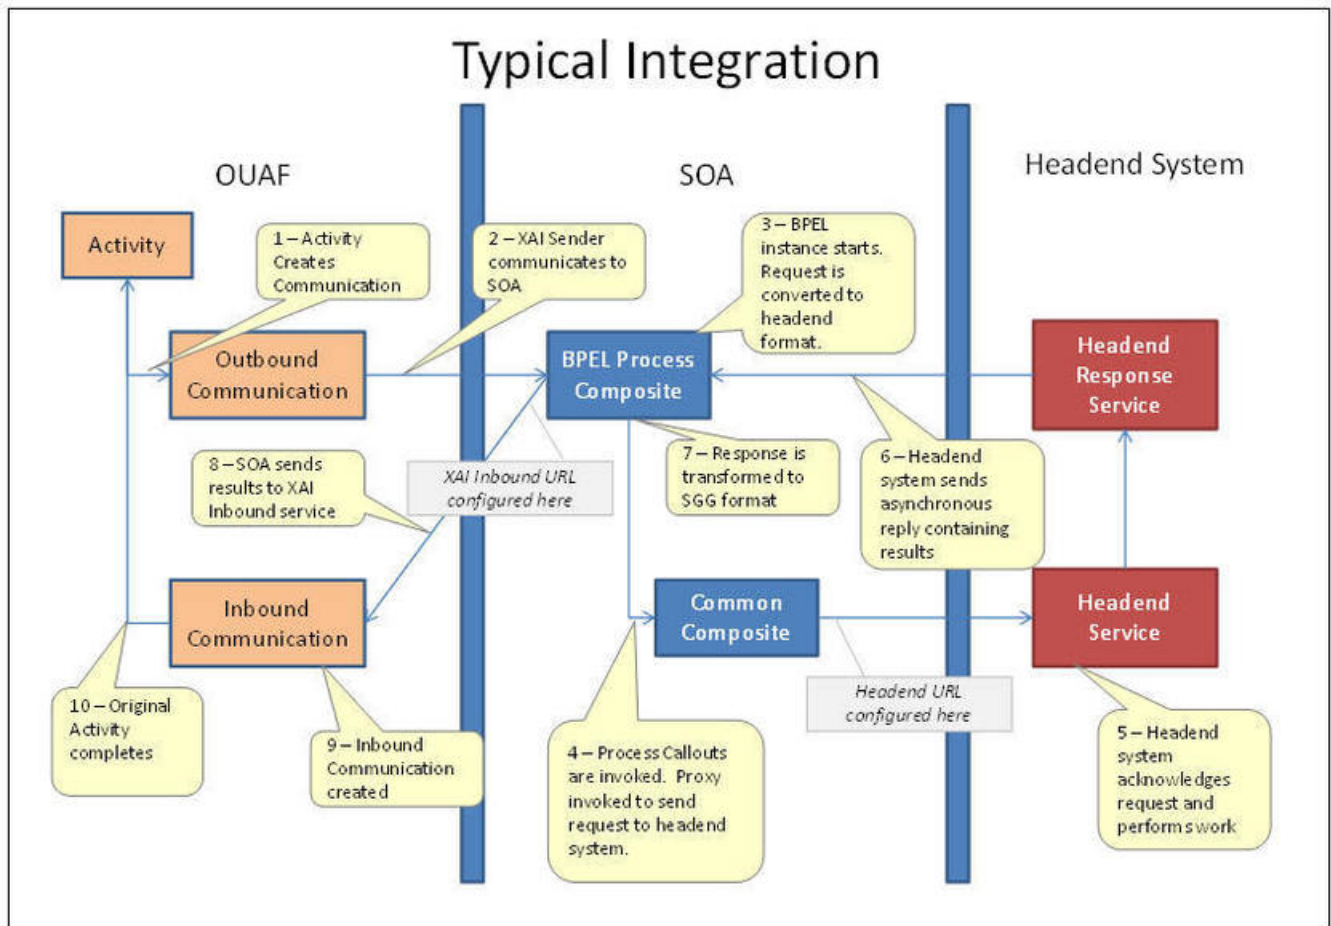 Typical Integration
OUAF
SOA
Headend System
Activity
1 – Activity
Creates
Communication
2 – XAI Sender
communicates to
SOA
3 – BPEL
instance starts.
Request is
converted to
headend
format.
Outbound
Communication
BPEL Process
Composite
Headend
Response
Service
8 – SOA sends
results to XAI
Inbound service
XAI Inbound URL
configured here
7 – Response is
transformed to
SGG format
6 – Headend
system sends
asynchronous
reply containing
results
Inbound
Communication
Common
Composite
Headend
Service
10 – Original
Activity
completes
9 – Inbound
Communication
created
4 – Process Callouts
are invoked.  Proxy
invoked to send
request to headend
system.
Headend URL
configured here
5 – Headend
system
acknowledges
request and
performs work